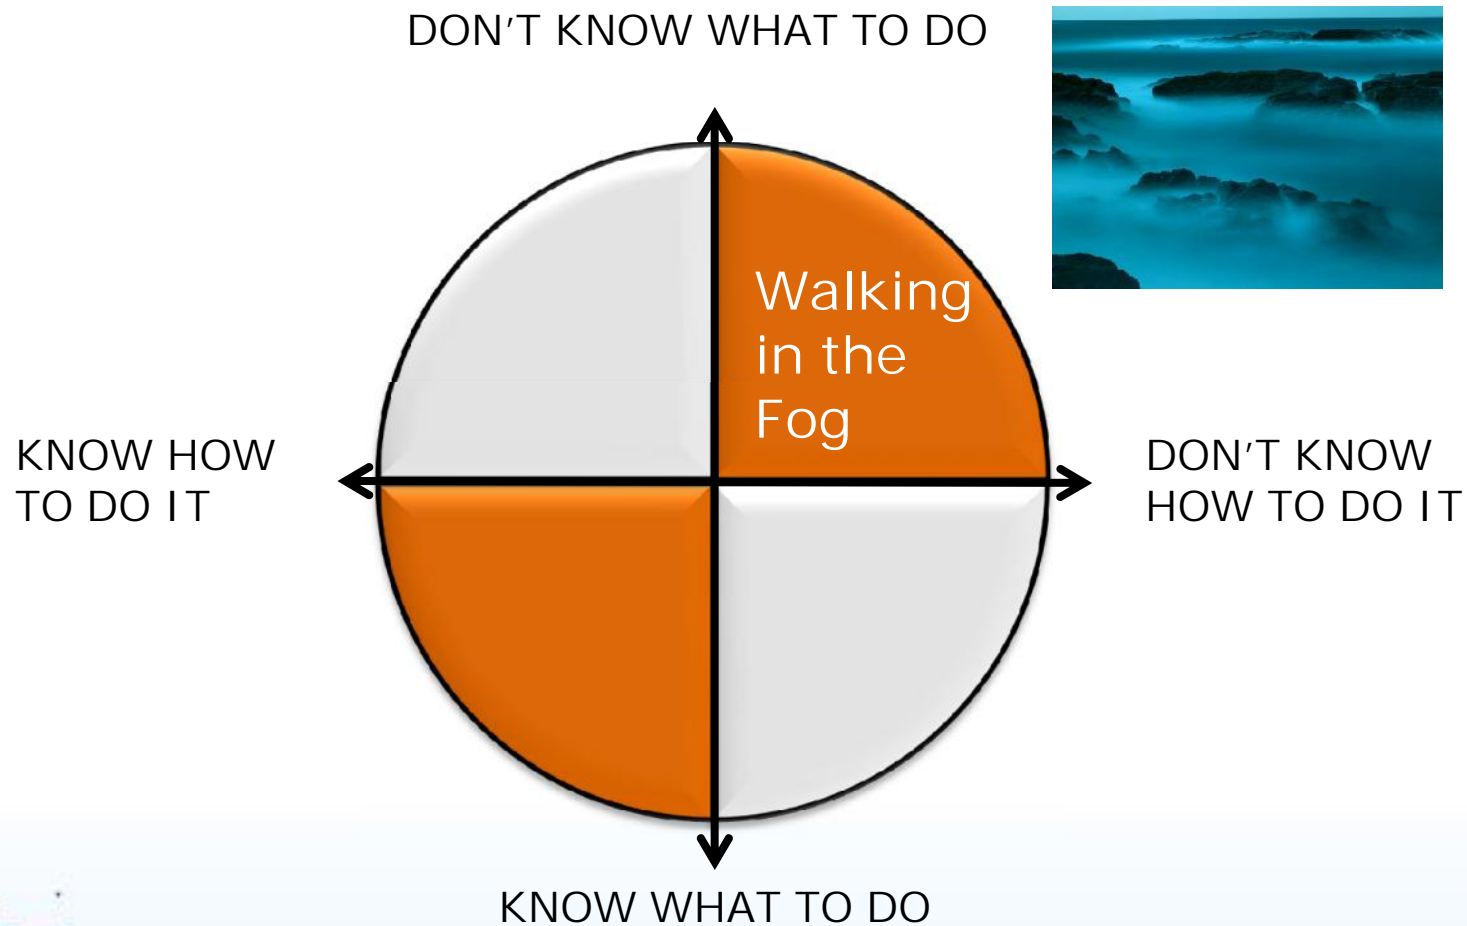 DON’T KNOW WHAT TO DO
Walking
in the
Fog
KNOW HOW
TO DO IT
DON’T KNOW
HOW TO DO IT
KNOW WHAT TO DO